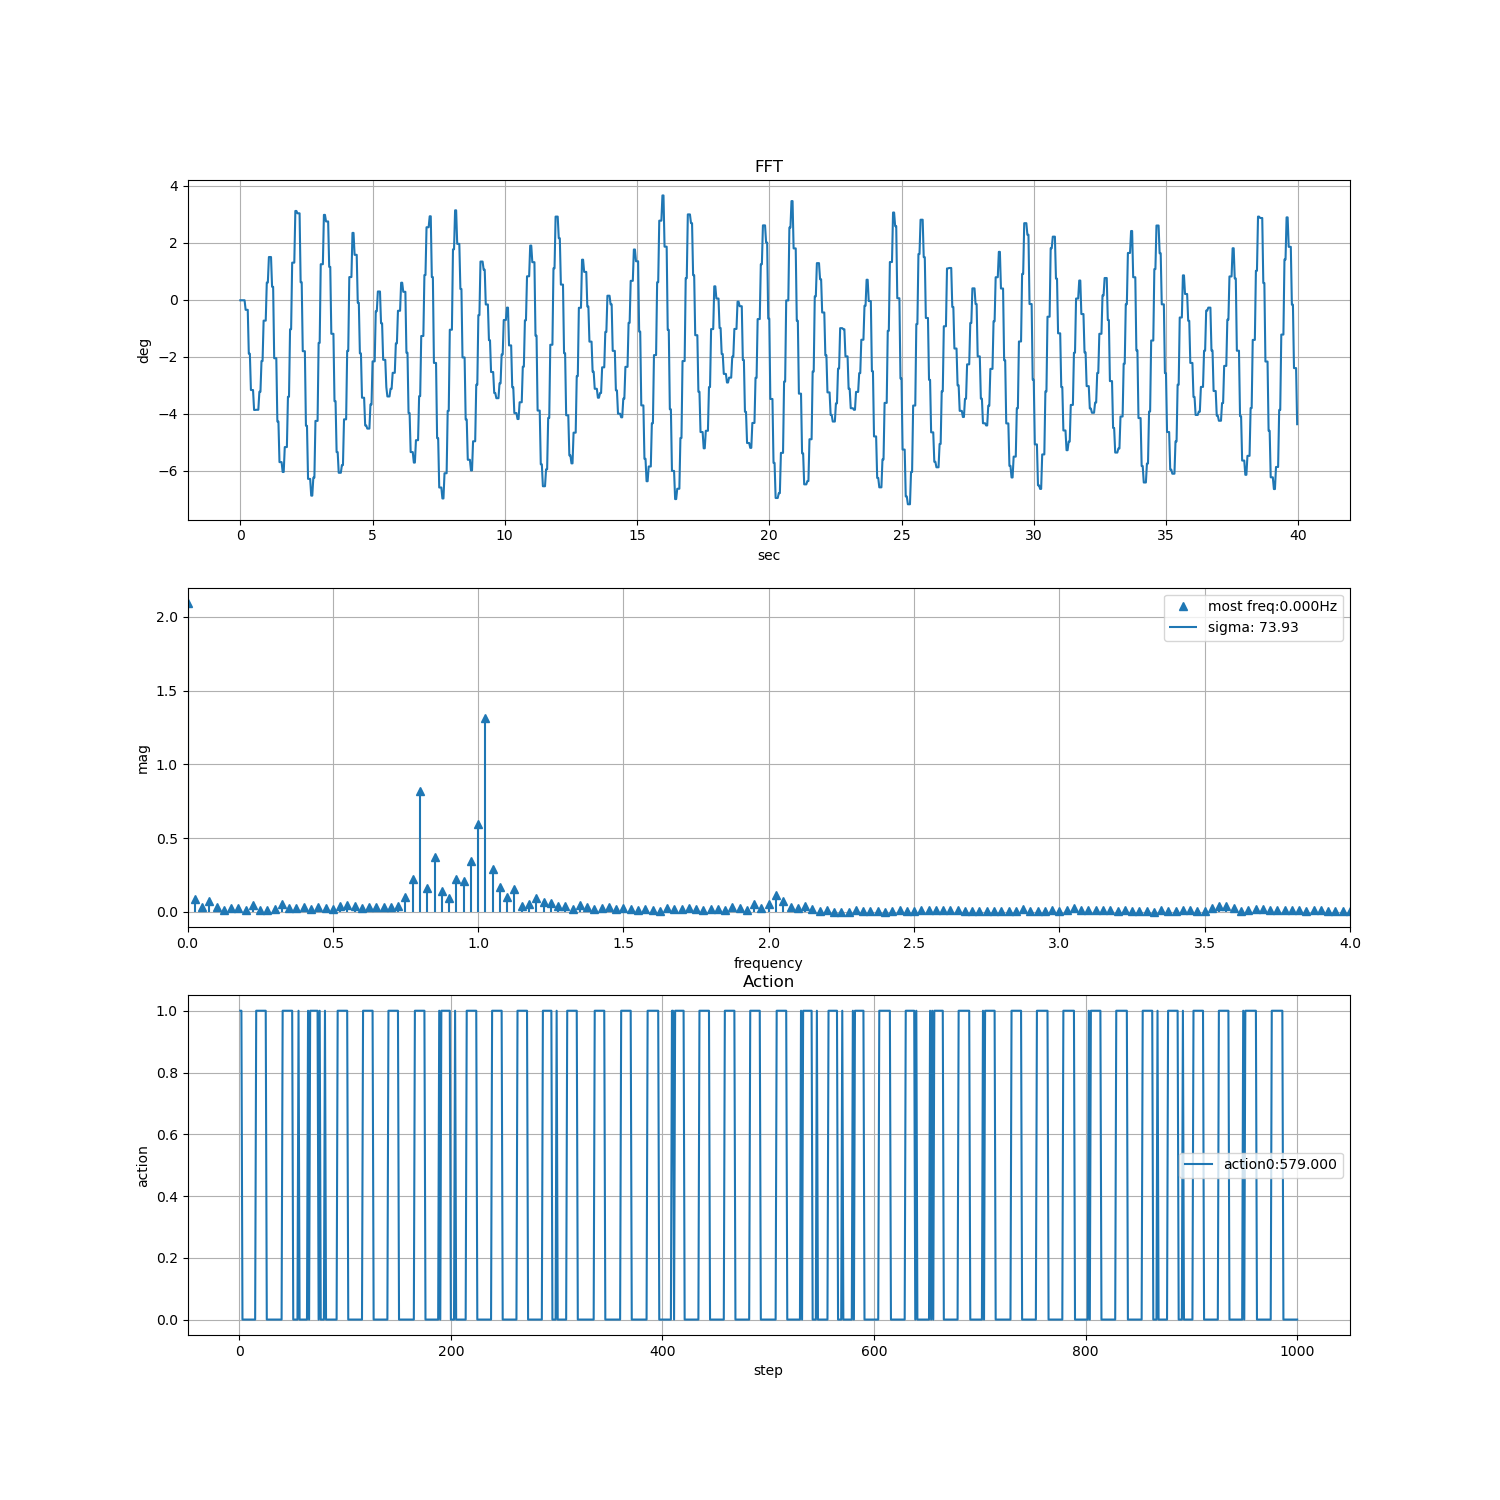 FFT
4
2
0
−2
−4
−6
deg
0 5 10 15 20 25 30 35 40
sec
2.0
1.5
1.0
0.5
0.0
mag
most freq:0.000Hz
sigma: 73.93
0.0 0.5 1.0 1.5 2.0 2.5 3.0 3.5 4.0
frequency
Action
1.0
0.8
0.6
0.4
0.2
0.0
action
action0:579.000
0 200 400 600 800 1000
step